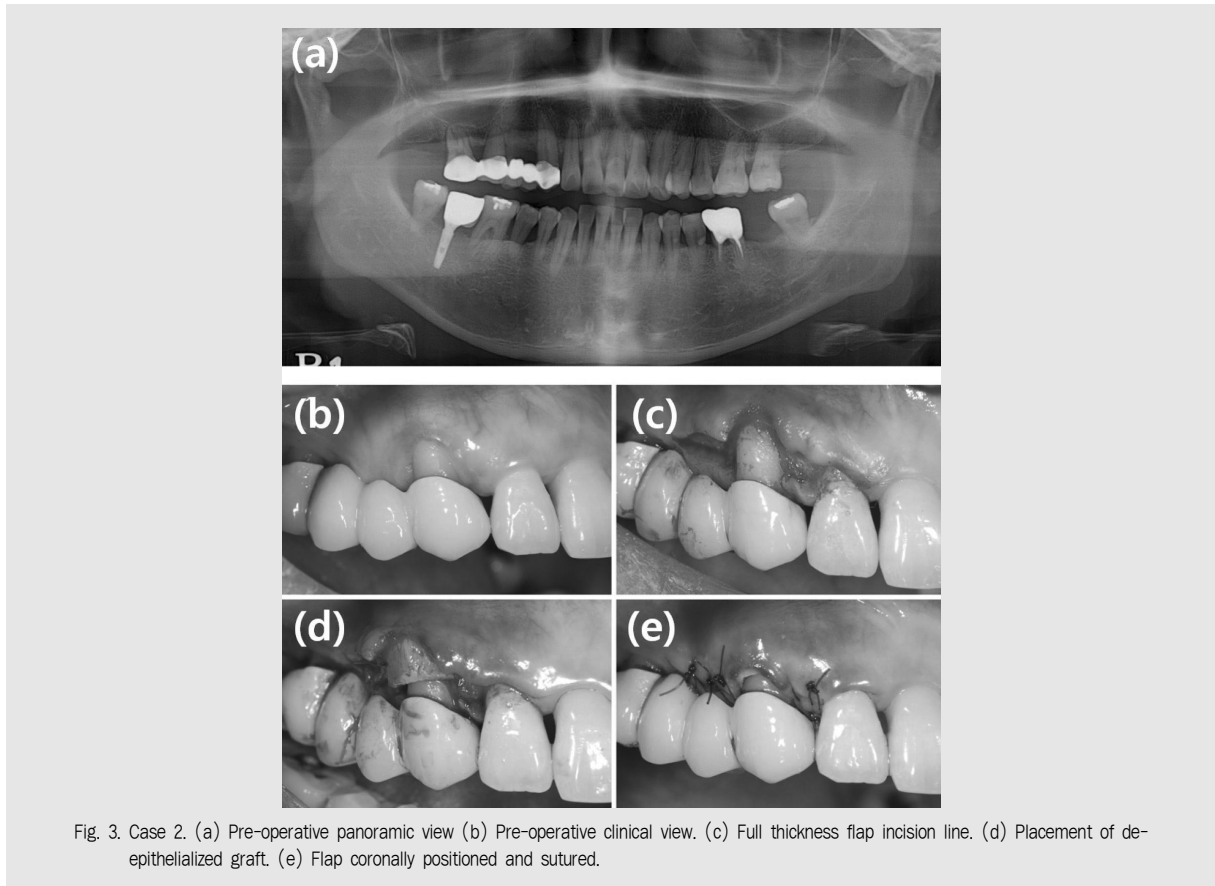 (a)
(b)
(c)
(d)
(e)
Fig. 3. Case 2. (a) Pre-operative panoramic view (b) Pre-operative clinical view. (c) Full thickness flap incision line. (d) Placement of de-
epithelialized graft. (e) Flap coronally positioned and sutured.